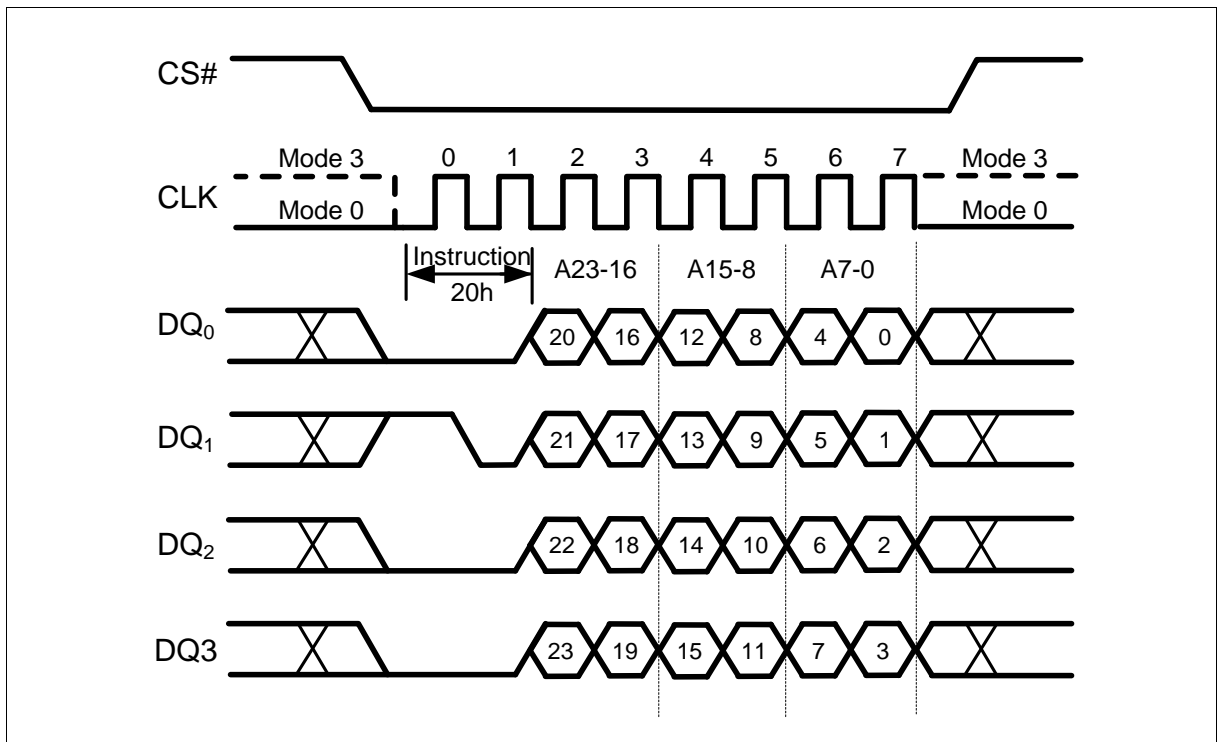 CS#
Mode 3 0 1 2 3 4 5 6 7 Mode 3
CLK
Mode 0 Mode 0
Instruction A23-16 A15-8 A7-0
20h
DQ0 20 16 12 8 4 0
DQ1 21 17 13 9 5 1
DQ2 22 18 14 10 6 2
DQ3 23 19 15 11 7 3